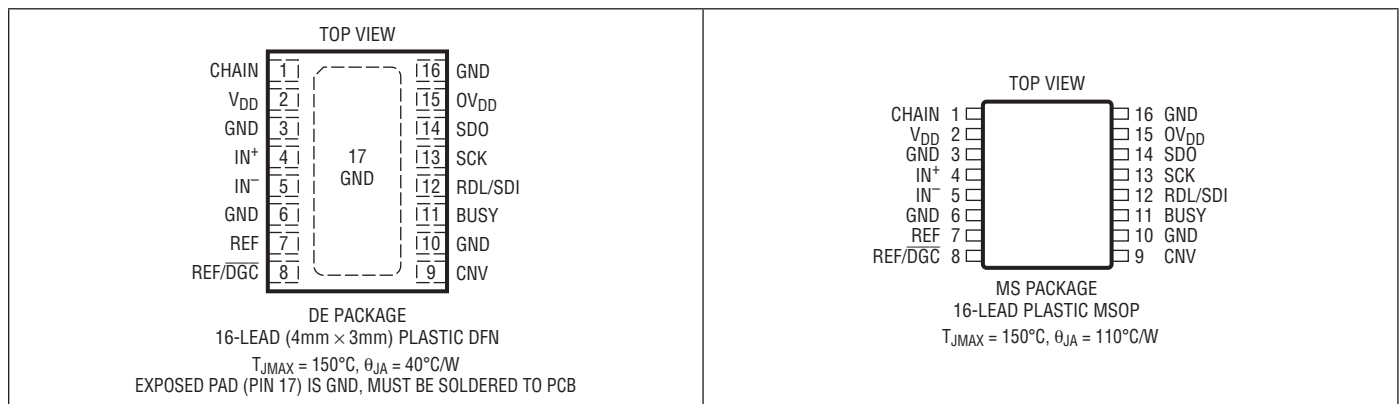 TOP VIEW
CHAIN 1 16 GND
VDD 2 15 OVDD
GND 3 14 SDO
IN+ 4 13 SCK
IN− 5 12 RDL/SDI
GND 6 11 BUSY
REF 7 10 GND
REF/D̅G̅C̅ 8 9 CNV
17
GND
DE PACKAGE
16-LEAD (4mm × 3mm) PLASTIC DFN
TJMAX = 150°C, θJA = 40°C/W
EXPOSED PAD (PIN 17) IS GND, MUST BE SOLDERED TO PCB
TOP VIEW
CHAIN 1 16 GND
VDD 2 15 OVDD
GND 3 14 SDO
IN+ 4 13 SCK
IN− 5 12 RDL/SDI
GND 6 11 BUSY
REF 7 10 GND
REF/D̅G̅C̅ 8 9 CNV
MS PACKAGE
16-LEAD PLASTIC MSOP
TJMAX = 150°C, θJA = 110°C/W